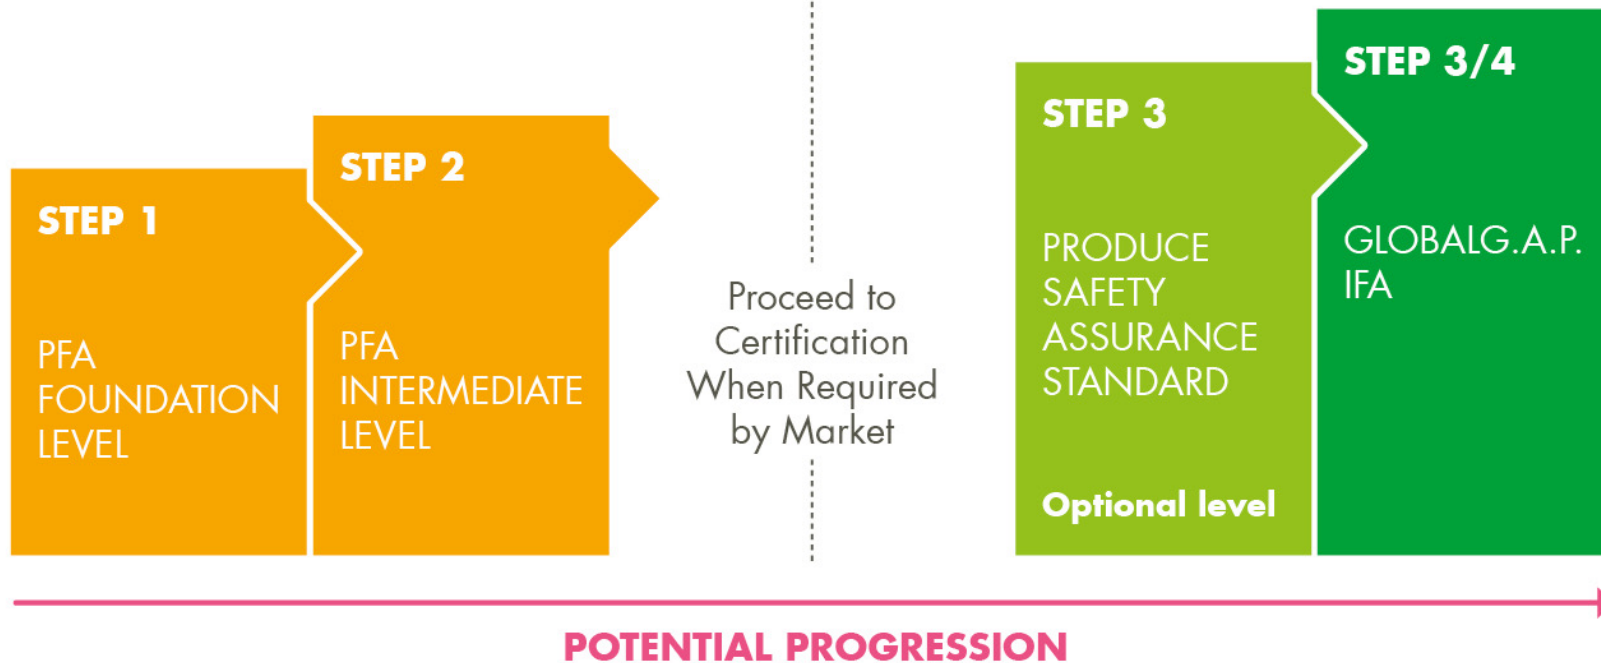 STEP 1
PFA
FOUNDATION
LEVEL
STEP 2
PFA
INTERMEDIATE
LEVEL
Proceed to
Certification
When Required
by Market
STEP 3
PRODUCE
SAFETY
ASSURANCE
STANDARD
Optional level
STEP 3/4
GLOBALG.A.P.
IFA
POTENTIAL PROGRESSION